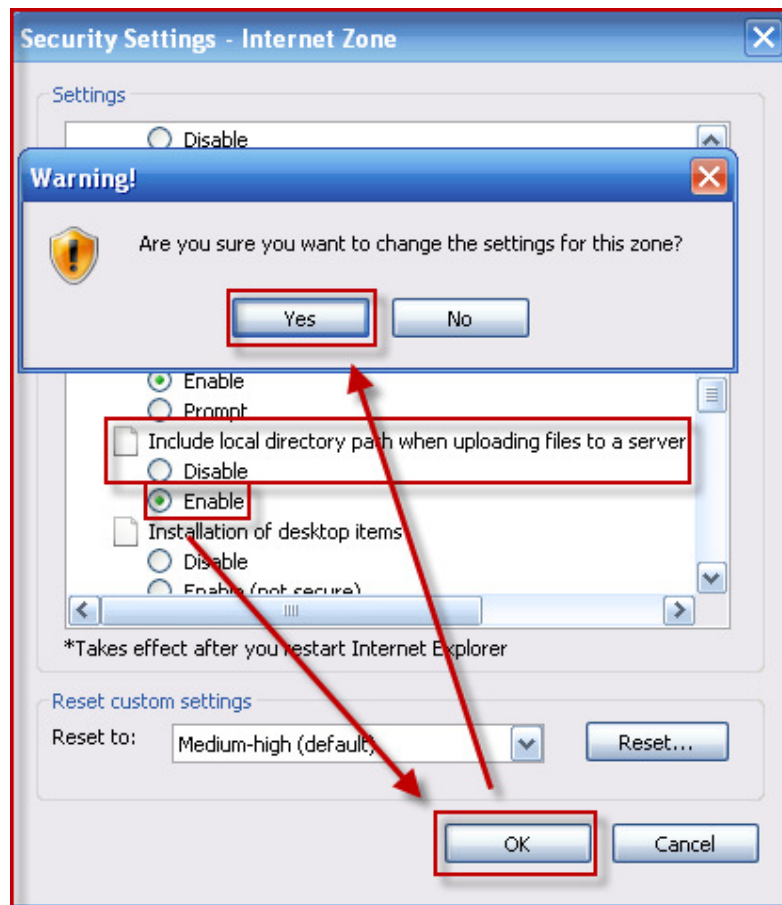 Security Settings - Internet Zone
Settings
Disable
Warning!
Are you sure you want to change the settings for this zone?
Yes No
Enable
Prompt
Include local directory path when uploading files to a server
Disable
Enable
Installation of desktop items
Disable
Enable (not secure)
*Takes effect after you restart Internet Explorer
Reset custom settings
Reset to: Medium-high (default) Reset...
OK Cancel